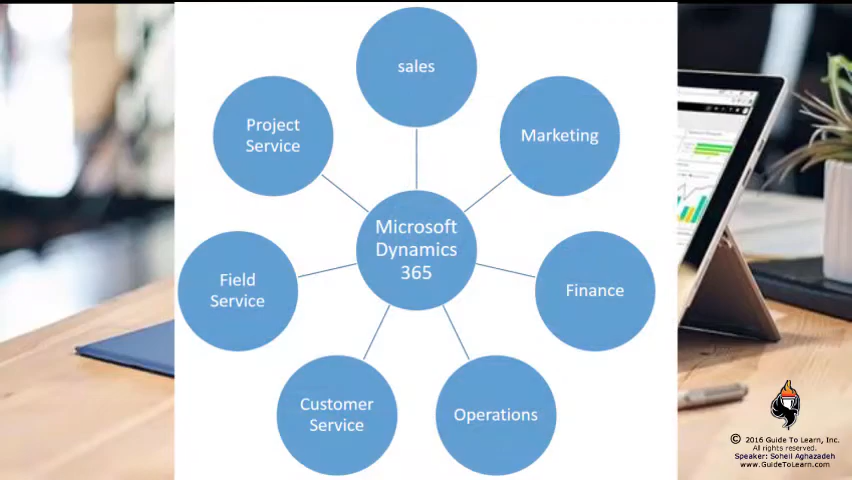 sales
Marketing
Finance
Operations
Customer
Service
Field
Service
Project
Service
Microsoft
Dynamics
365
© 2016 Guide To Learn, Inc.
All rights reserved.
Speaker: Soheil Aghazadeh
www.GuideToLearn.com